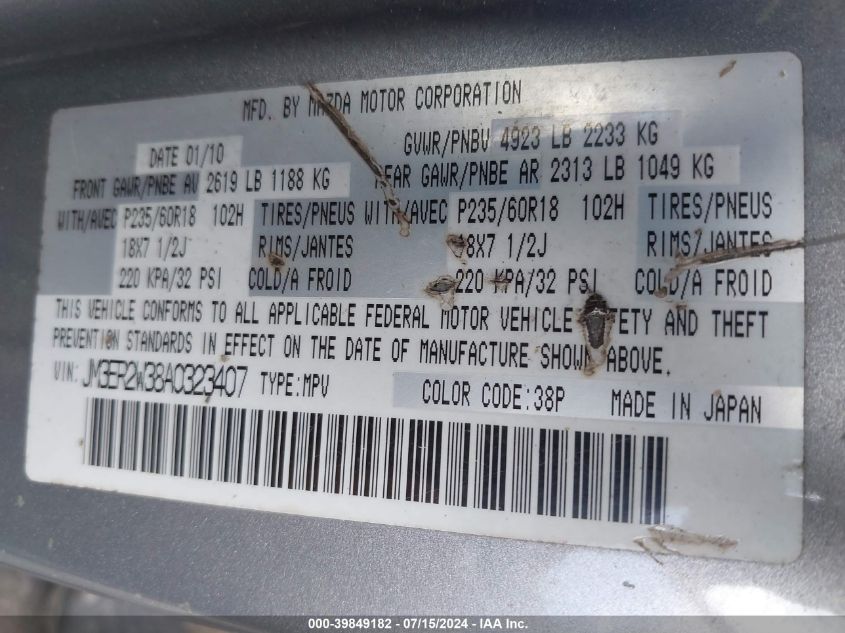 MFD. BY MAZDA MOTOR CORPORATION
DATE 01/10 GVWR/PNBV 4923 LB 2233 KG
FRONT GAWR/PNBE AV 2619 LB 1188 KG REAR GAWR/PNBE AR 2313 LB 1049 KG
WITH/AVEC P235/60R18 102H TIRES/PNEUS WITH/AVEC P235/60R18 102H TIRES/PNEUS
18X7 1/2J RIMS/JANTES 18X7 1/2J RIMS/JANTES
220 KPA/32 PSI COLD/A FROID 220 KPA/32 PSI COLD/A FROID
THIS VEHICLE CONFORMS TO ALL APPLICABLE FEDERAL MOTOR VEHICLE SAFETY AND THEFT
PREVENTION STANDARDS IN EFFECT ON THE DATE OF MANUFACTURE SHOWN ABOVE.
VIN: JM3ER2W38A0323407 TYPE:MPV COLOR CODE:38P MADE IN JAPAN
000-39849182 - 07/15/2024 - IAA Inc.